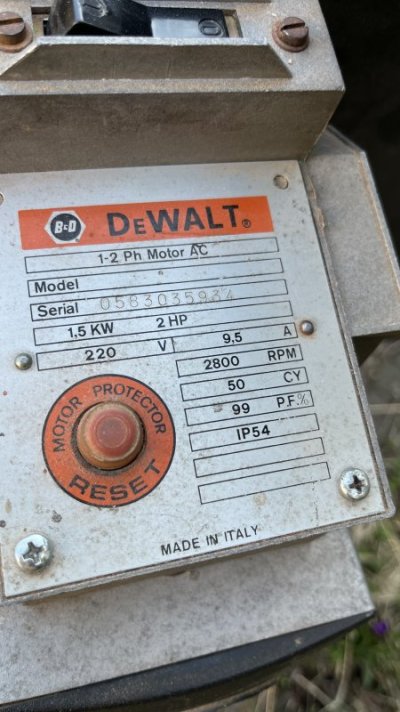 B&D DEWALT®
1-2 Ph Motor AC
Model
Serial 0583035934
1,5 KW 2 HP
220 V 9,5 A
2800 RPM
50 CY
99 P.F.%
IP54
MOTOR PROTECTOR
RESET
MADE IN ITALY